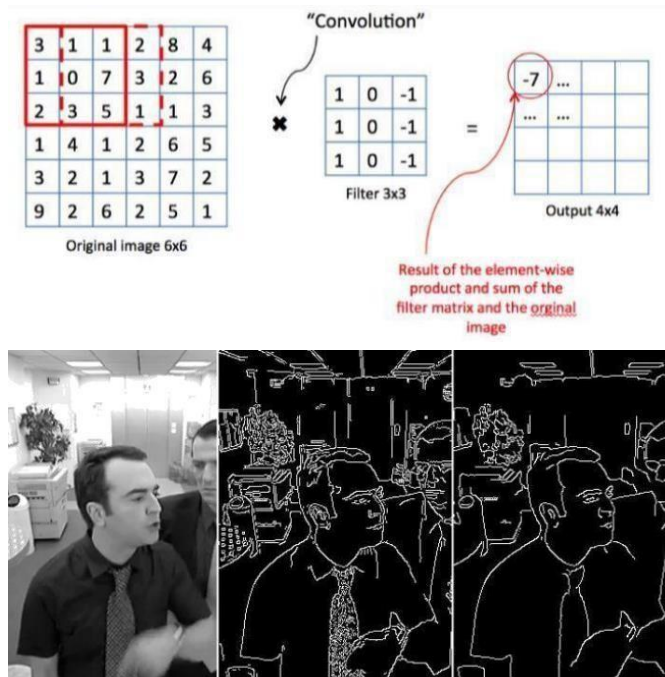 “Convolution”
3 1 1 2 8 4
1 0 7 3 2 6
2 3 5 1 1 3
1 4 1 2 6 5
3 2 1 3 7 2
9 2 6 2 5 1
Original image 6x6
✖
1 0 -1
1 0 -1
1 0 -1
Filter 3x3
=
-7 ...
... ...
Output 4x4
Result of the element-wise
product and sum of the
filter matrix and the orginal
image